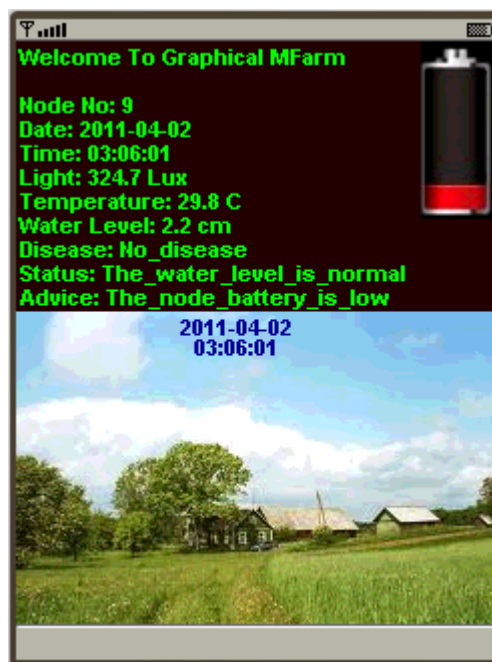 Welcome To Graphical MFarm
Node No: 9
Date: 2011-04-02
Time: 03:06:01
Light: 324.7 Lux
Temperature: 29.8 C
Water Level: 2.2 cm
Disease: No_disease
Status: The_water_level_is_normal
Advice: The_node_battery_is_low
2011-04-02
03:06:01